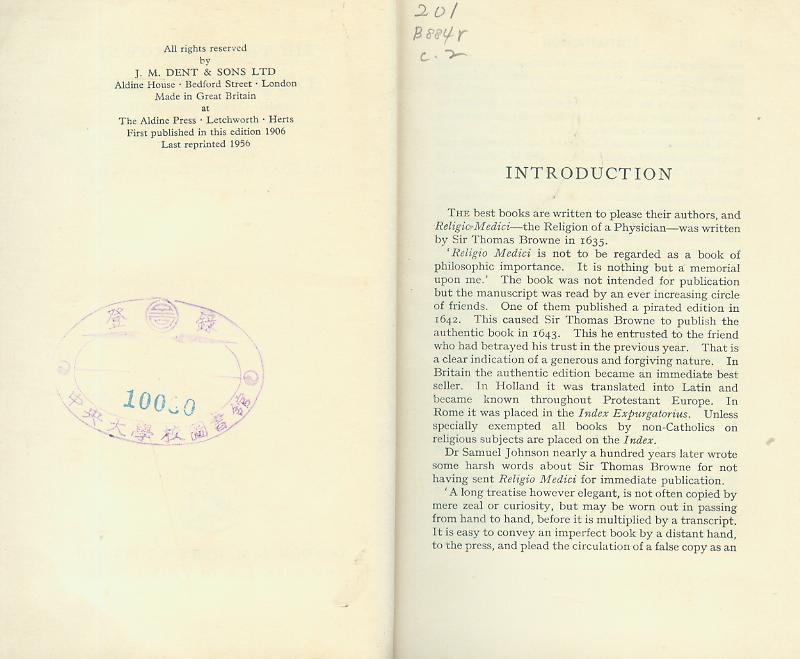 All rights reserved
by
J. M. DENT & SONS LTD
Aldine House · Bedford Street · London
Made in Great Britain
at
The Aldine Press · Letchworth · Herts
First published in this edition 1906
Last reprinted 1956
登 錄
中央大學校圖書館
201
B884r
c. 2
INTRODUCTION
THE best books are written to please their authors, and
Religio Medici—the Religion of a Physician—was written
by Sir Thomas Browne in 1635.
‘Religio Medici is not to be regarded as a book of
philosophic importance. It is nothing but a memorial
upon me.’ The book was not intended for publication
but the manuscript was read by an ever increasing circle
of friends. One of them published a pirated edition in
1642. This caused Sir Thomas Browne to publish the
authentic book in 1643. This he entrusted to the friend
who had betrayed his trust in the previous year. That is
a clear indication of a generous and forgiving nature. In
Britain the authentic edition became an immediate best
seller. In Holland it was translated into Latin and
became known throughout Protestant Europe. In
Rome it was placed in the Index Expurgatorius. Unless
specially exempted all books by non-Catholics on
religious subjects are placed on the Index.
Dr Samuel Johnson nearly a hundred years later wrote
some harsh words about Sir Thomas Browne for not
having sent Religio Medici for immediate publication.
‘A long treatise however elegant, is not often copied by
mere zeal or curiosity, but may be worn out in passing
from hand to hand, before it is multiplied by a transcript.
It is easy to convey an imperfect book by a distant hand,
to the press, and plead the circulation of a false copy as an